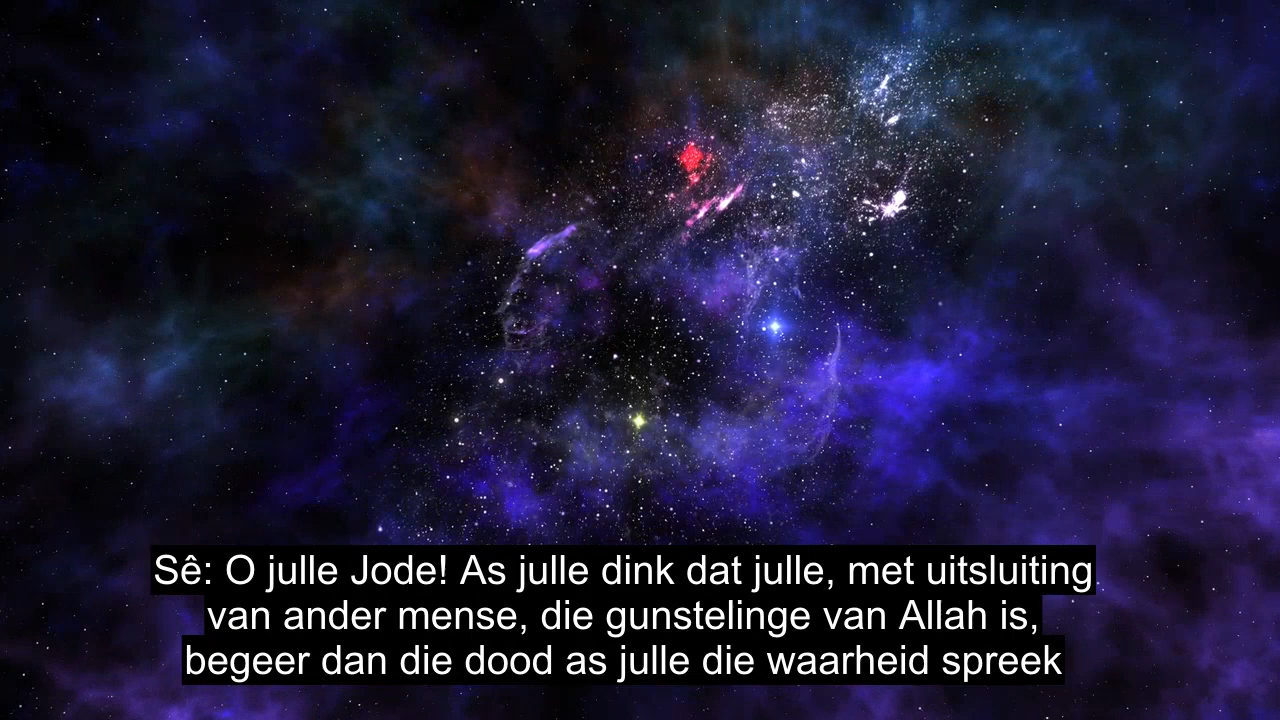 Sê: O julle Jode! As julle dink dat julle, met uitsluiting
van ander mense, die gunstelinge van Allah is,
begeer dan die dood as julle die waarheid spreek